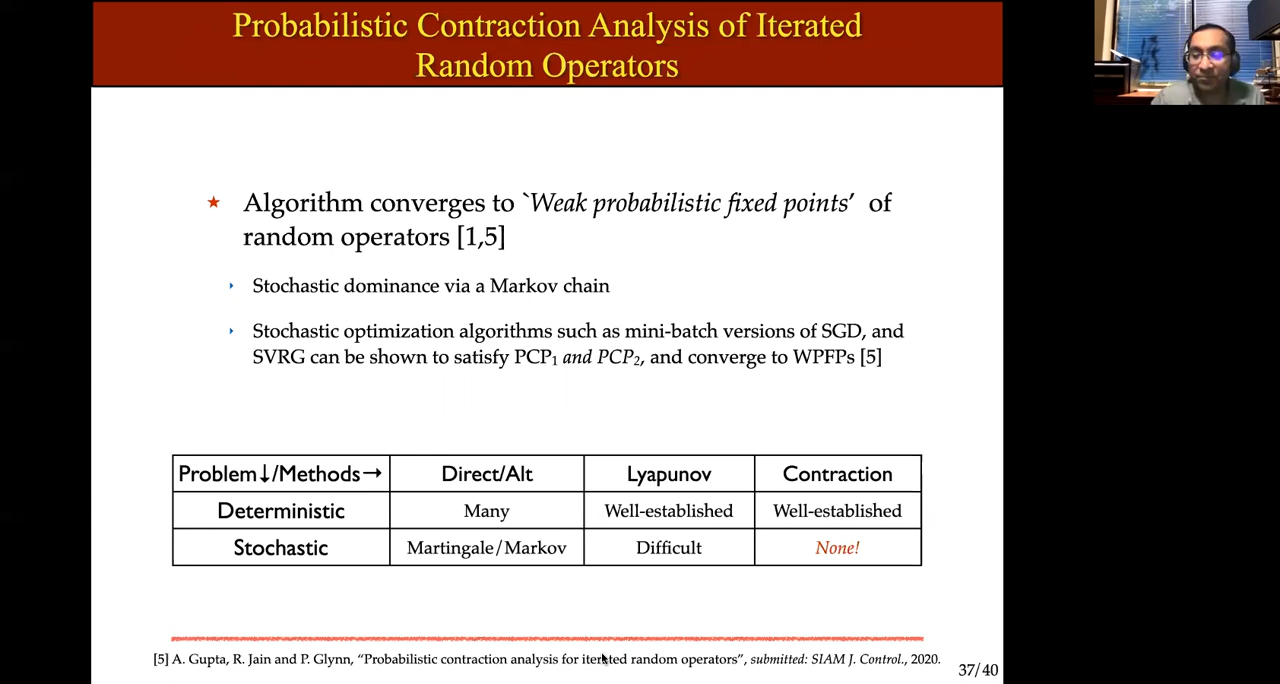 Probabilistic Contraction Analysis of Iterated
Random Operators
★ Algorithm converges to `Weak probabilistic fixed points’ of
random operators [1,5]
‣ Stochastic dominance via a Markov chain
‣ Stochastic optimization algorithms such as mini-batch versions of SGD, and
SVRG can be shown to satisfy PCP₁ and PCP₂, and converge to WPFPs [5]
Problem↓/Methods→ Direct/Alt Lyapunov Contraction
Deterministic Many Well-established Well-established
Stochastic Martingale/Markov Difficult None!
[5] A. Gupta, R. Jain and P. Glynn, “Probabilistic contraction analysis for iterated random operators”, submitted: SIAM J. Control., 2020.
37/40